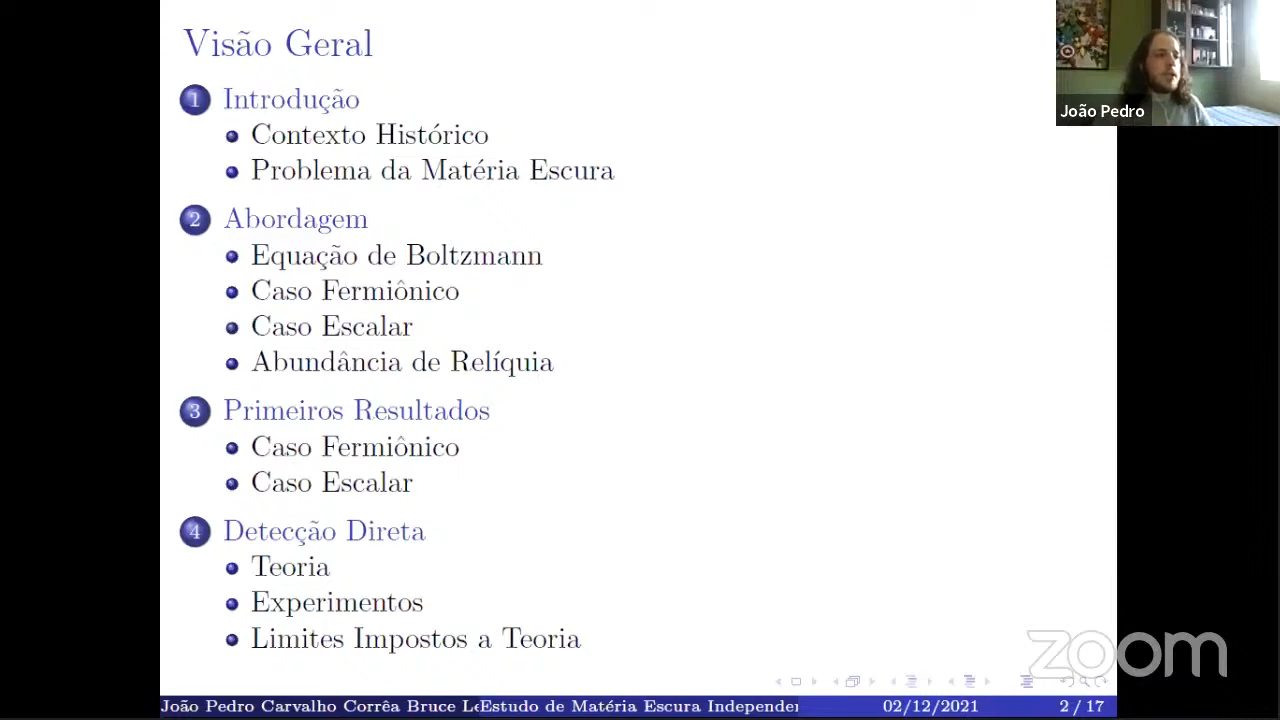 Visão Geral
1 Introdução
Contexto Histórico
Problema da Matéria Escura
2 Abordagem
Equação de Boltzmann
Caso Fermiônico
Caso Escalar
Abundância de Relíquia
3 Primeiros Resultados
Caso Fermiônico
Caso Escalar
4 Detecção Direta
Teoria
Experimentos
Limites Impostos a Teoria
João Pedro
zoom
João Pedro Carvalho Corrêa Bruce Le
Estudo de Matéria Escura Independen
02/12/2021
2 / 17